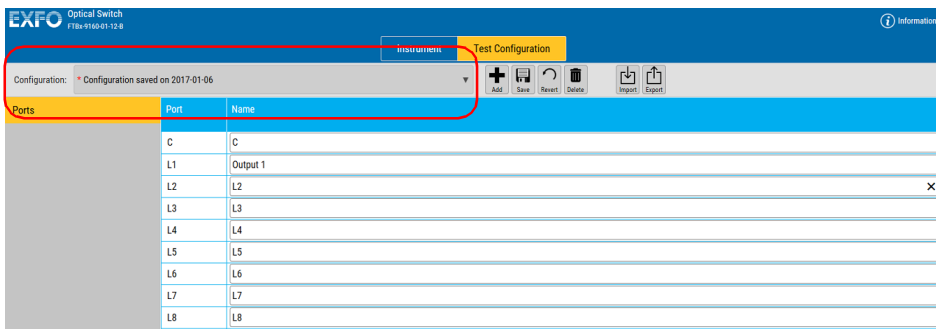 EXFO Optical Switch
FTBx-9160-01-12-B
Information
Instrument Test Configuration
Configuration: * Configuration saved on 2017-01-06
Add Save Revert Delete Import Export
Ports Port Name
C C
L1 Output 1
L2 L2
L3 L3
L4 L4
L5 L5
L6 L6
L7 L7
L8 L8